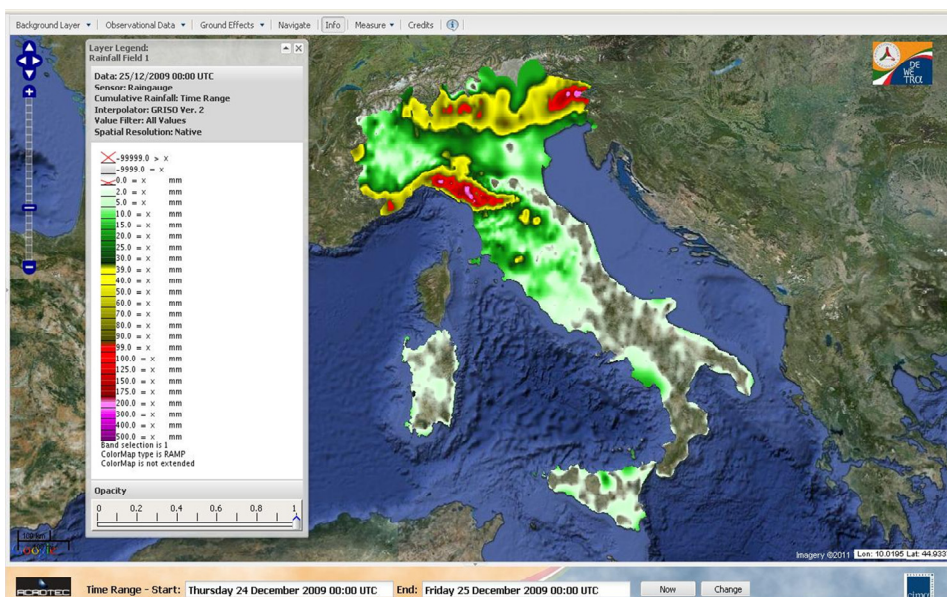 Background Layer Observational Data Ground Effects Navigate Info Measure Credits
Layer Legend:
Rainfall Field 1
Data: 25/12/2009 00:00 UTC
Sensor: Raingauge
Cumulative Rainfall: Time Range
Interpolator: GRISO Ver. 2
Value Filter: All Values
Spatial Resolution: Native
-99999.0 > x
-9999.0 = x
0.0 = x mm
2.0 = x mm
5.0 = x mm
10.0 = x mm
15.0 = x mm
20.0 = x mm
25.0 = x mm
30.0 = x mm
39.0 = x mm
40.0 = x mm
50.0 = x mm
60.0 = x mm
70.0 = x mm
80.0 = x mm
90.0 = x mm
99.0 = x mm
100.0 = x mm
125.0 = x mm
150.0 = x mm
175.0 = x mm
200.0 = x mm
300.0 = x mm
400.0 = x mm
500.0 = x mm
Band selection is 1
ColorMap type is RAMP
ColorMap is not extended
Opacity
0 0.2 0.4 0.6 0.8 1
100 km
DE
WE
TRA
Imagery ©2011 Lon: 10.0195 Lat: 44.933
ACROTEC Time Range - Start: Thursday 24 December 2009 00:00 UTC End: Friday 25 December 2009 00:00 UTC Now Change
cima